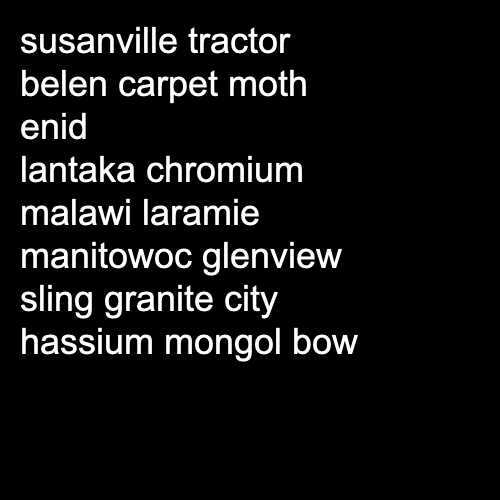 susanville tractor
belen carpet moth
enid
lantaka chromium
malawi laramie
manitowoc glenview
sling granite city
hassium mongol bow